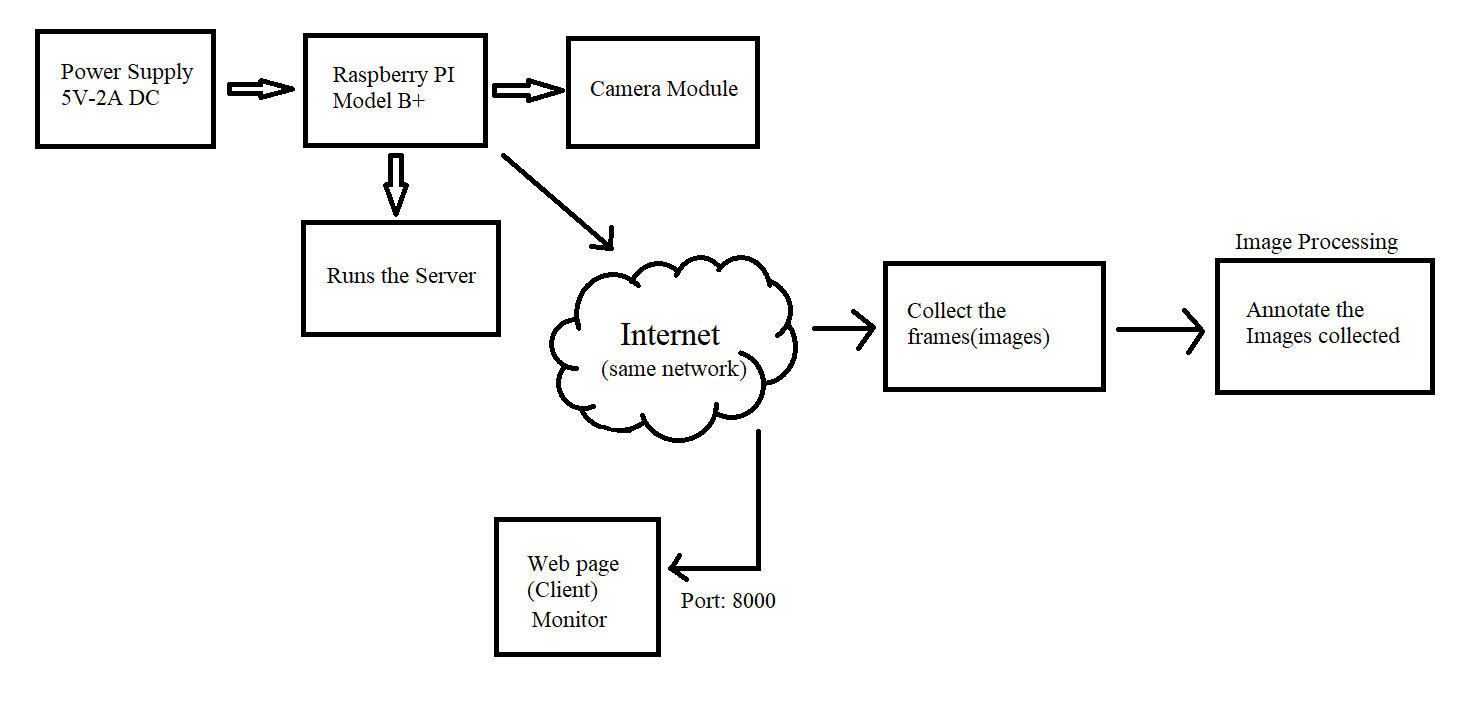 Power Supply
5V-2A DC
Raspberry PI
Model B+
Camera Module
Runs the Server
Internet
(same network)
Collect the
frames(images)
Image Processing
Annotate the
Images collected
Web page
(Client)
Monitor
Port: 8000